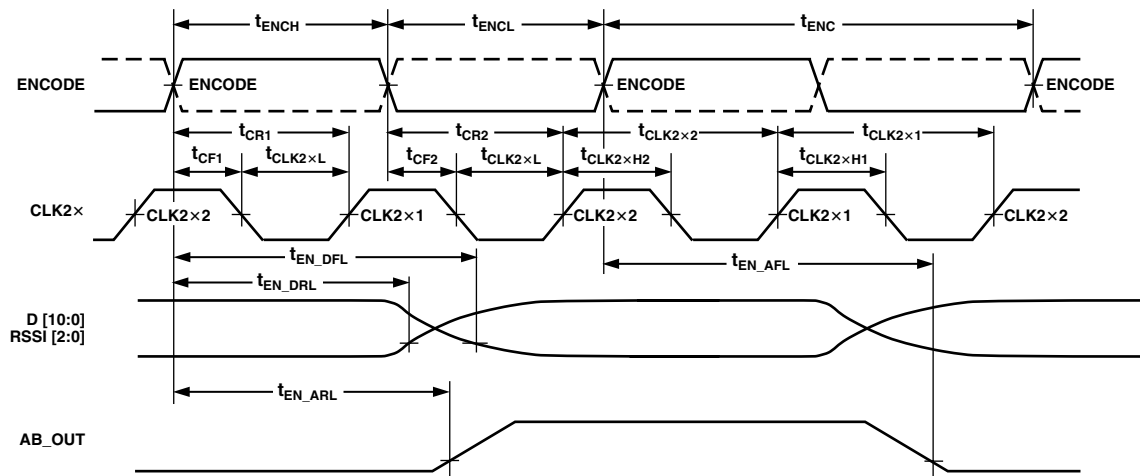 tENCH tENCL tENC
ENCODE ENCODE ENCODE ENCODE
tCR1 tCR2 tCLK2×2 tCLK2×1
tCF1 tCLK2×L tCF2 tCLK2×L tCLK2×H2 tCLK2×H1
CLK2× CLK2×2 CLK2×1 CLK2×2 CLK2×1 CLK2×2
tEN_DFL tEN_AFL
tEN_DRL
D [10:0]
RSSI [2:0]
tEN_ARL
AB_OUT